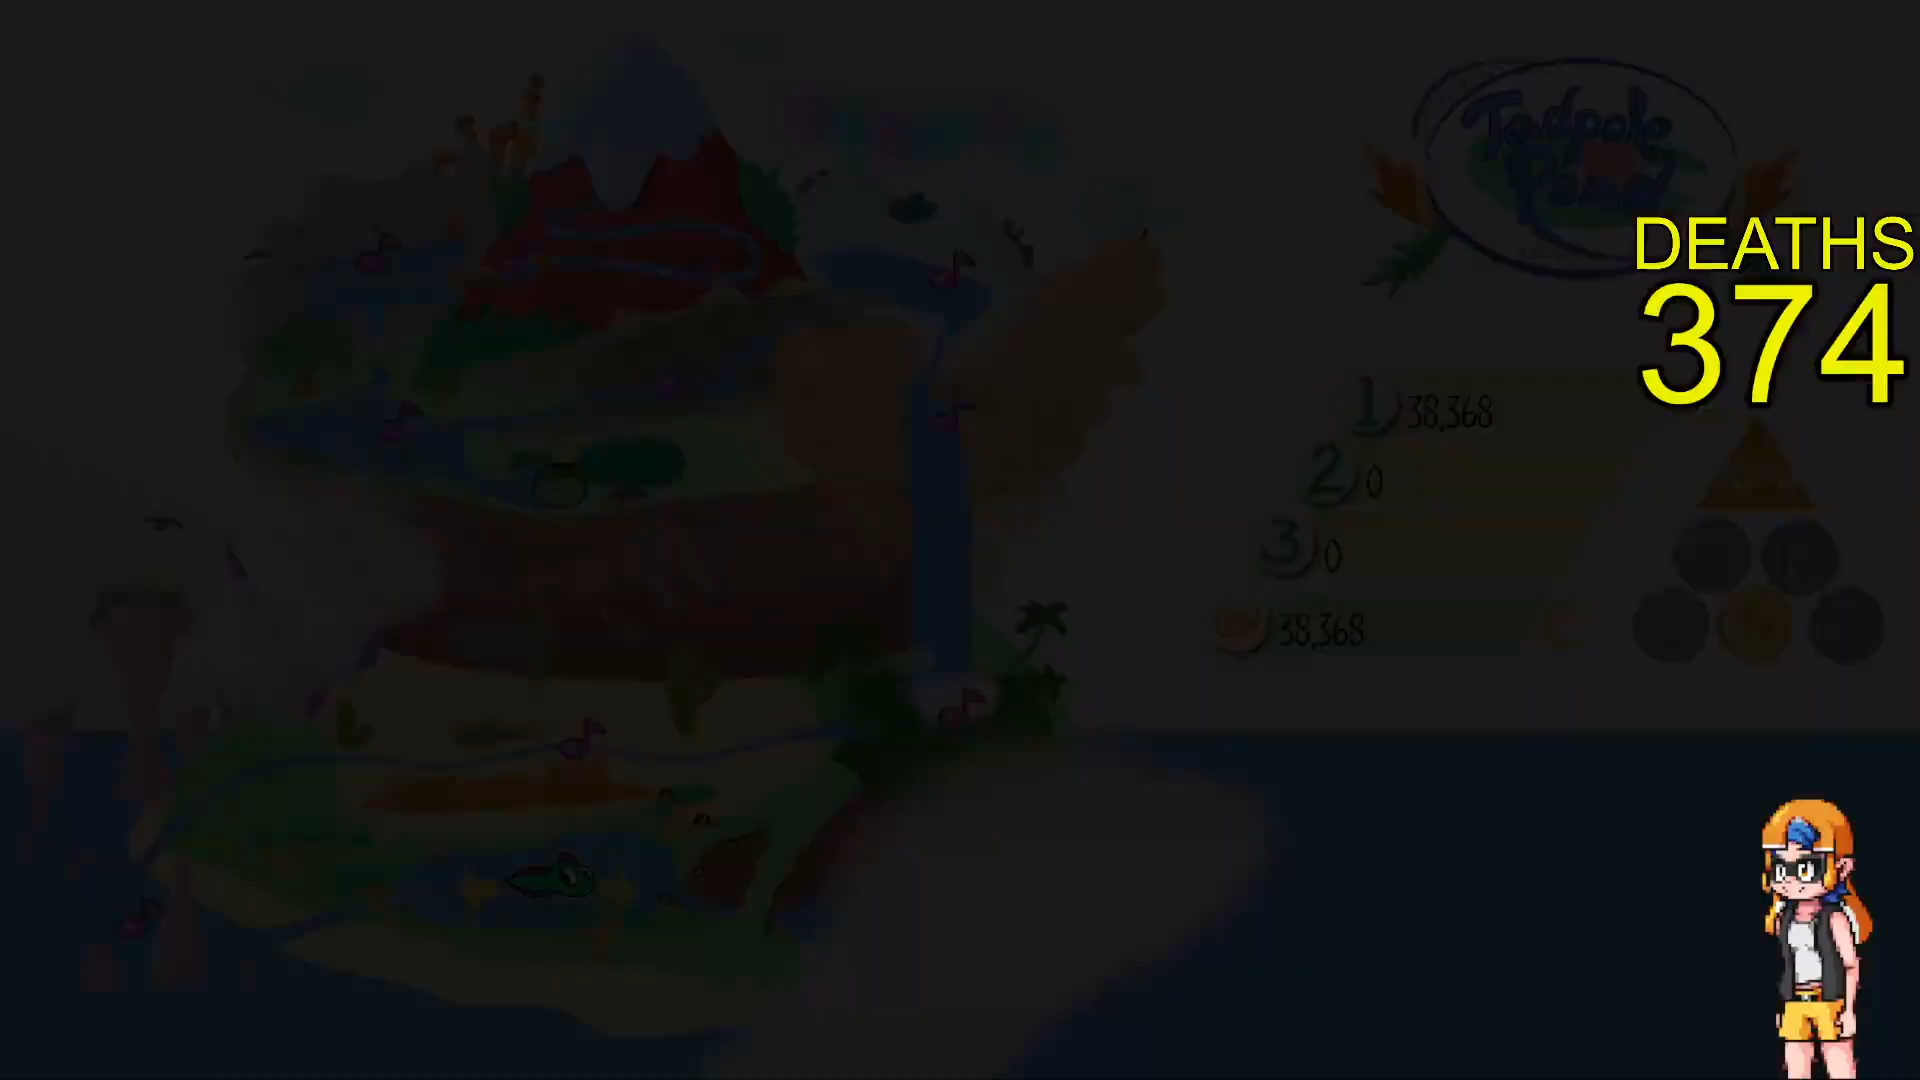 Tadpole
Pond
DEATHS
374
1 38,368
2 0
3 0
38,368